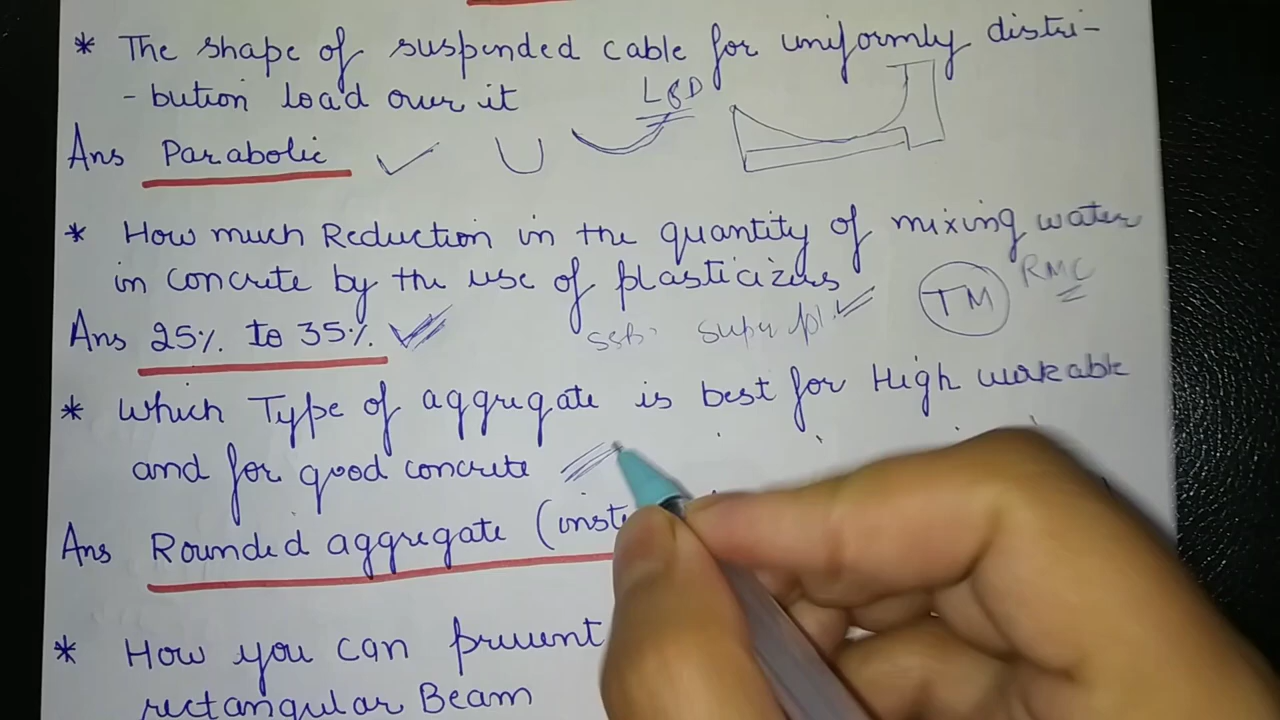 * The shape of suspended cable for uniformly distri-
-bution load over it
L&D
Ans Parabolic
* How much Reduction in the quantity of mixing water
in concrete by the use of plasticizers
RMC
TM
Ans 25% to 35%.
super pl.
* Which Type of aggregate is best for High workable
and for good concrete
Ans Rounded aggregate (inste
* How you can prevent
rectangular Beam